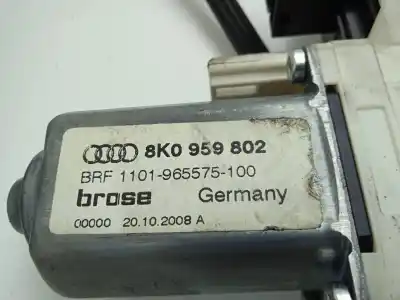 8K0 959 802
BRF 1101-965575-100
brose Germany
00000 20.10.2008 A